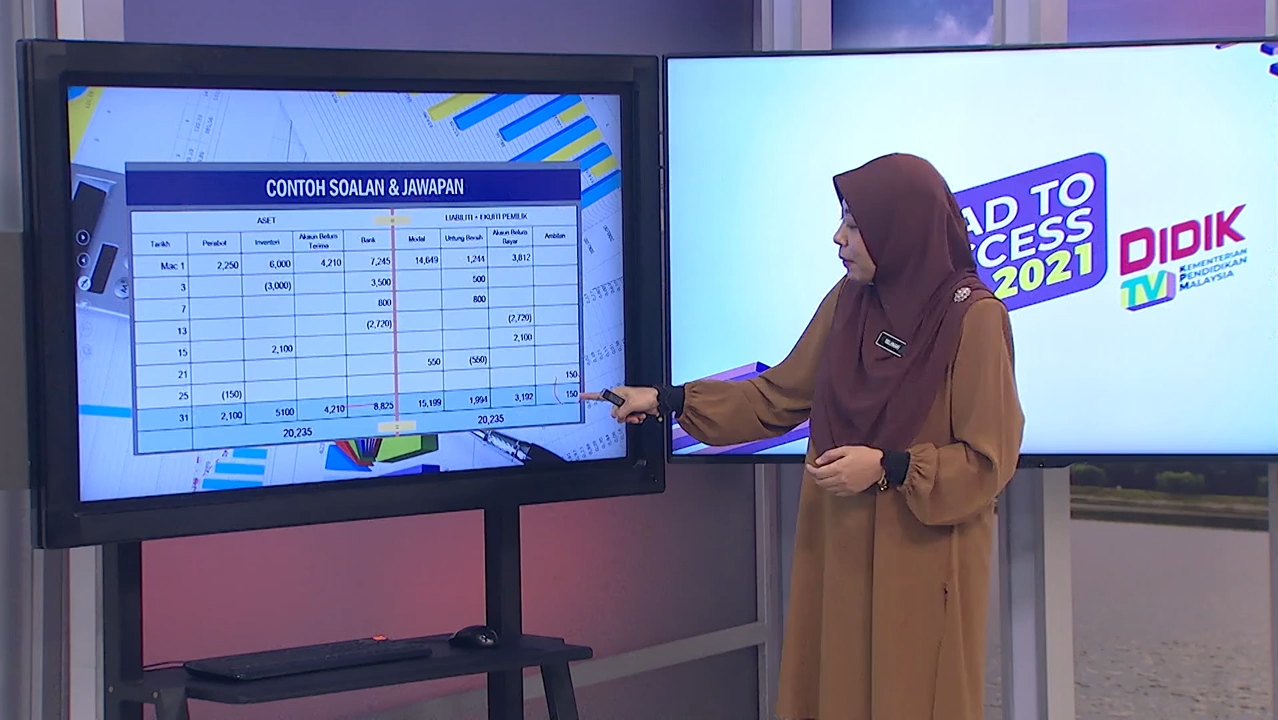 CONTOH SOALAN & JAWAPAN
ASET LIABILITI + EKUITI PEMILIK
Tarikh Perabot Inventori Akaun Belum Terima Bank Modal Untung Bersih Akaun Belum Bayar Ambilan
Mac 1 2,250 6,000 4,210 7,245 14,649 1,244 3,812
3 (3,000) 3,500 500
7 800 800
13 (2,720) (2,720)
15 2,100 2,100
21 550 (550)
25 (150) 150
31 2,100 5100 4,210 8,825 15,199 1,994 3,192 150
20,235 20,235
AD TO
CCESS
2021
DIDIK
TV
KEMENTERIAN
PENDIDIKAN
MALAYSIA